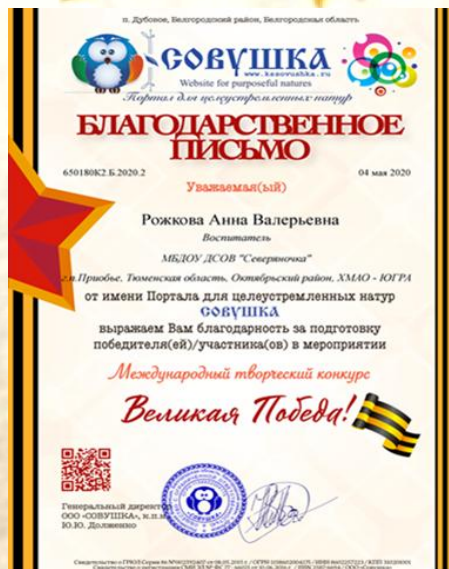 п. Дубовое, Белгородский район, Белгородская область
СОВУШКА
www.kssovushka.ru
Website for purposeful natures
Портал для целеустремленных натур
БЛАГОДАРСТВЕННОЕ
ПИСЬМО
650180К2.Б.2020.2
04 мая 2020
Уважаемая(ый)
Рожкова Анна Валерьевна
Воспитатель
МБДОУ ДСОВ "Северяночка"
Приобье, Тюменская область, Октябрьский район, ХМАО - ЮГРА
от имени Портала для целеустремленных натур
СОВУШКА
выражаем Вам благодарность за подготовку
победителя(ей)/участника(ов) в мероприятии
Международный творческий конкурс
Великая Победа!
Генеральный директор
ООО «СОВУШКА», к.п.н.
Ю.Ю. Долженко